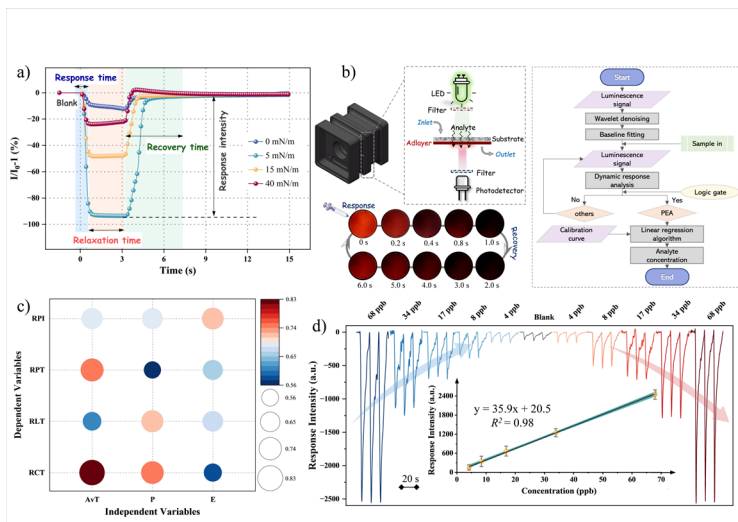 a)
Response time
Blank
0 mN/m
5 mN/m
15 mN/m
40 mN/m
Response intensity
Recovery time
Relaxation time
I/I₀-1 (%)
0
−20
−40
−60
−80
−100
0
3
6
9
12
15
Time (s)
b)
LED
Filter
Inlet
Analyte
Substrate
Adlayer
Outlet
Filter
Photodetector
Response
Recovery
0 s
0.2 s
0.4 s
0.8 s
1.0 s
6.0 s
5.0 s
4.0 s
3.0 s
2.0 s
Start
Luminescence
signal
Wavelet denoising
Baseline fitting
Sample in
Luminescence
signal
Dynamic response
analysis
Logic gate
No
Yes
others
PEA
Calibration
curve
Linear regression
algorithm
Analyte
concentration
End
c)
Dependent Variables
RPI
RPT
RLT
RCT
AvT
P
E
Independent Variables
0.83
0.74
0.65
0.56
0.56
0.65
0.74
0.83
d)
68 ppb
34 ppb
17 ppb
8 ppb
4 ppb
Blank
4 ppb
8 ppb
17 ppb
34 ppb
68 ppb
Response Intensity (a.u.)
0
−500
−1000
−1500
−2000
−2500
20 s
y = 35.9x + 20.5
R² = 0.98
Response Intensity (a.u.)
2400
1800
1200
600
0
0
10
20
30
40
50
60
70
Concentration (ppb)